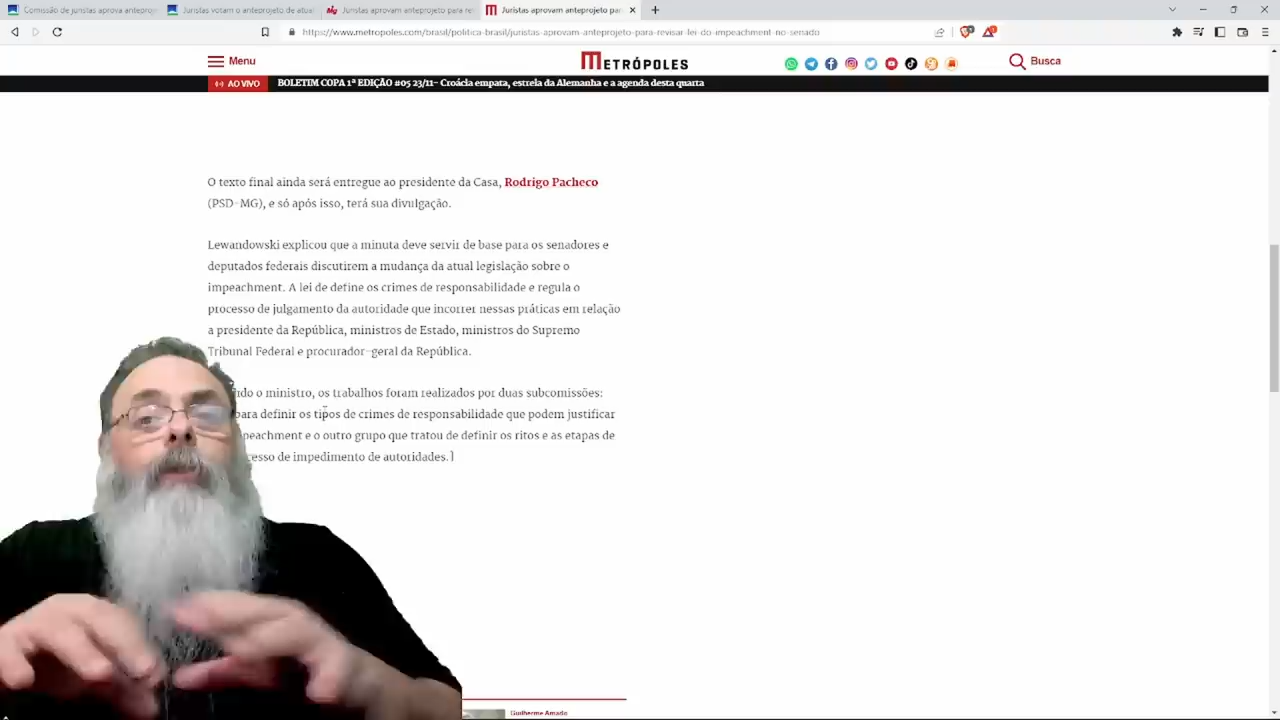 Comissão de juristas aprova anteproj
Juristas votam o anteprojeto de atual
Juristas aprovam anteprojeto para re
Juristas aprovam anteprojeto para
https://www.metropoles.com/brasil/politica-brasil/juristas-aprovam-anteprojeto-para-revisar-lei-do-impeachment-no-senado
Menu
METRÓPOLES
Busca
AO VIVO
BOLETIM COPA 1ª EDIÇÃO #05 23/11- Croácia empata, estreia da Alemanha e a agenda desta quarta
O texto final ainda será entregue ao presidente da Casa, Rodrigo Pacheco
(PSD-MG), e só após isso, terá sua divulgação.
Lewandowski explicou que a minuta deve servir de base para os senadores e
deputados federais discutirem a mudança da atual legislação sobre o
impeachment. A lei de define os crimes de responsabilidade e regula o
processo de julgamento da autoridade que incorrer nessas práticas em relação
a presidente da República, ministros de Estado, ministros do Supremo
Tribunal Federal e procurador-geral da República.
ndo o ministro, os trabalhos foram realizados por duas subcomissões:
para definir os tipos de crimes de responsabilidade que podem justificar
peachment e o outro grupo que tratou de definir os ritos e as etapas de
cesso de impedimento de autoridades. ]
Guilherme Amado